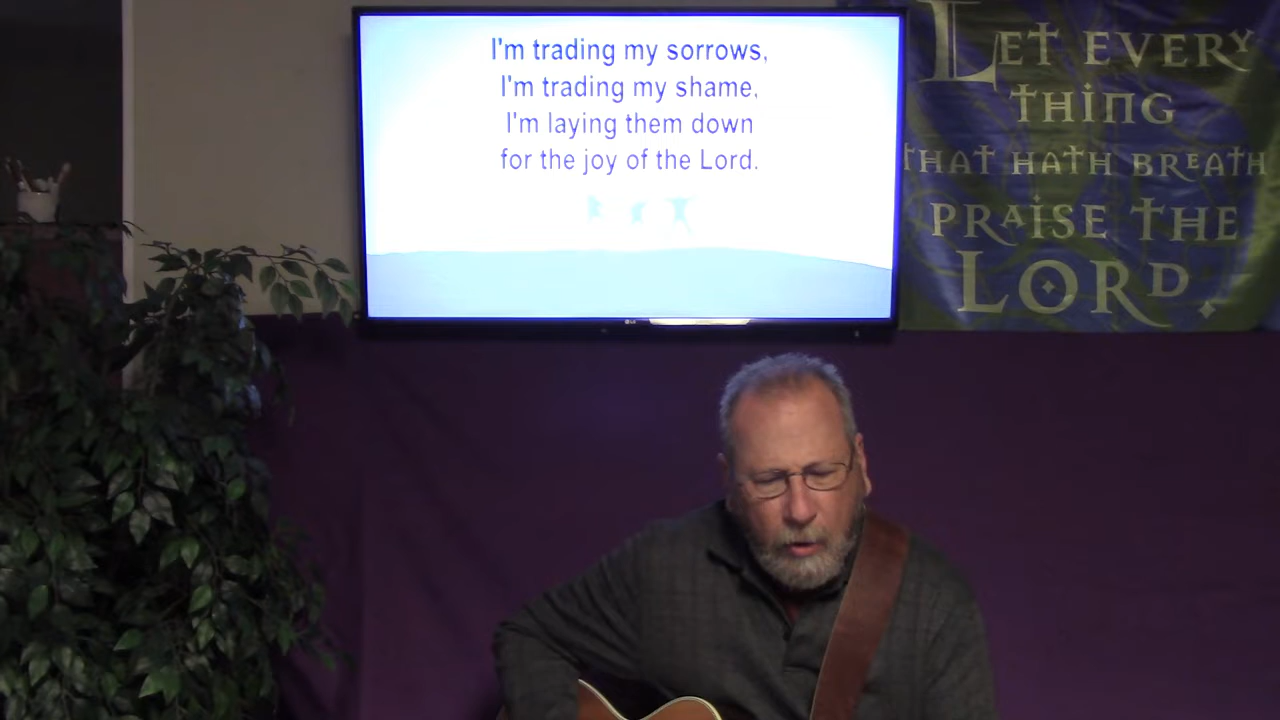 I'm trading my sorrows,
I'm trading my shame,
I'm laying them down
for the joy of the Lord.
LET EVERY
THING
THAT HATH BREATH
PRAISE THE
LORD.
LG